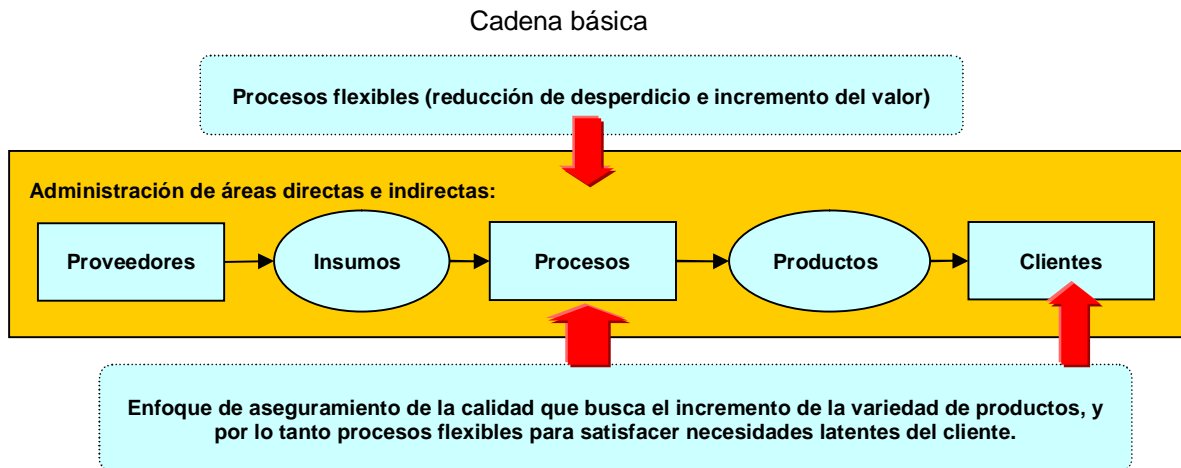 Cadena básica
Procesos flexibles (reducción de desperdicio e incremento del valor)
Administración de áreas directas e indirectas:
Proveedores
Insumos
Procesos
Productos
Clientes
Enfoque de aseguramiento de la calidad que busca el incremento de la variedad de productos, y
por lo tanto procesos flexibles para satisfacer necesidades latentes del cliente.